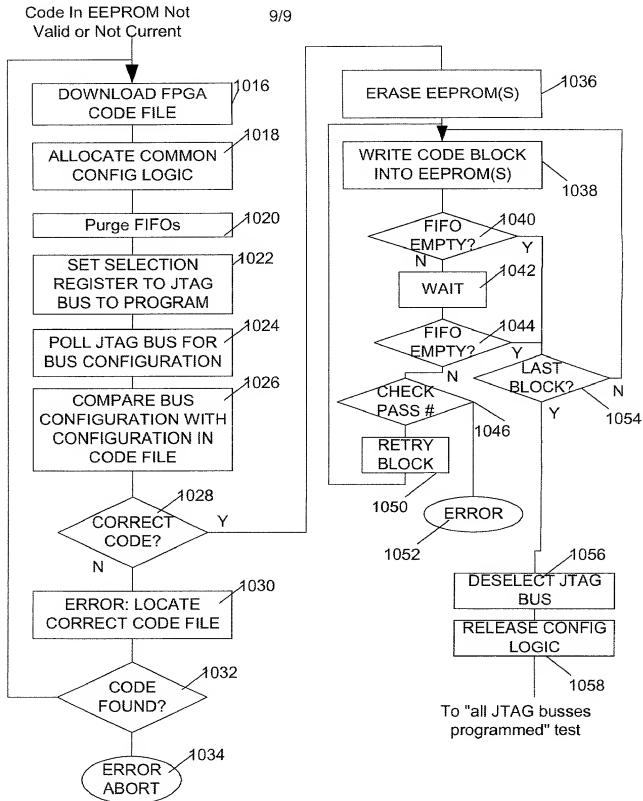 Code In EEPROM Not
Valid or Not Current
9/9
DOWNLOAD FPGA
CODE FILE
1016
ALLOCATE COMMON
CONFIG LOGIC
1018
Purge FIFOs
1020
SET SELECTION
REGISTER TO JTAG
BUS TO PROGRAM
1022
POLL JTAG BUS FOR
BUS CONFIGURATION
1024
COMPARE BUS
CONFIGURATION WITH
CONFIGURATION IN
CODE FILE
1026
CORRECT
CODE?
1028
Y
N
ERROR: LOCATE
CORRECT CODE FILE
1030
CODE
FOUND?
1032
ERROR
ABORT
1034
ERASE EEPROM(S)
1036
WRITE CODE BLOCK
INTO EEPROM(S)
1038
FIFO
EMPTY?
1040
Y
N
WAIT
1042
FIFO
EMPTY?
1044
Y
N
LAST
BLOCK?
N
1054
Y
CHECK
PASS #
1046
RETRY
BLOCK
1050
ERROR
1052
DESELECT JTAG
BUS
1056
RELEASE CONFIG
LOGIC
1058
To "all JTAG busses
programmed" test